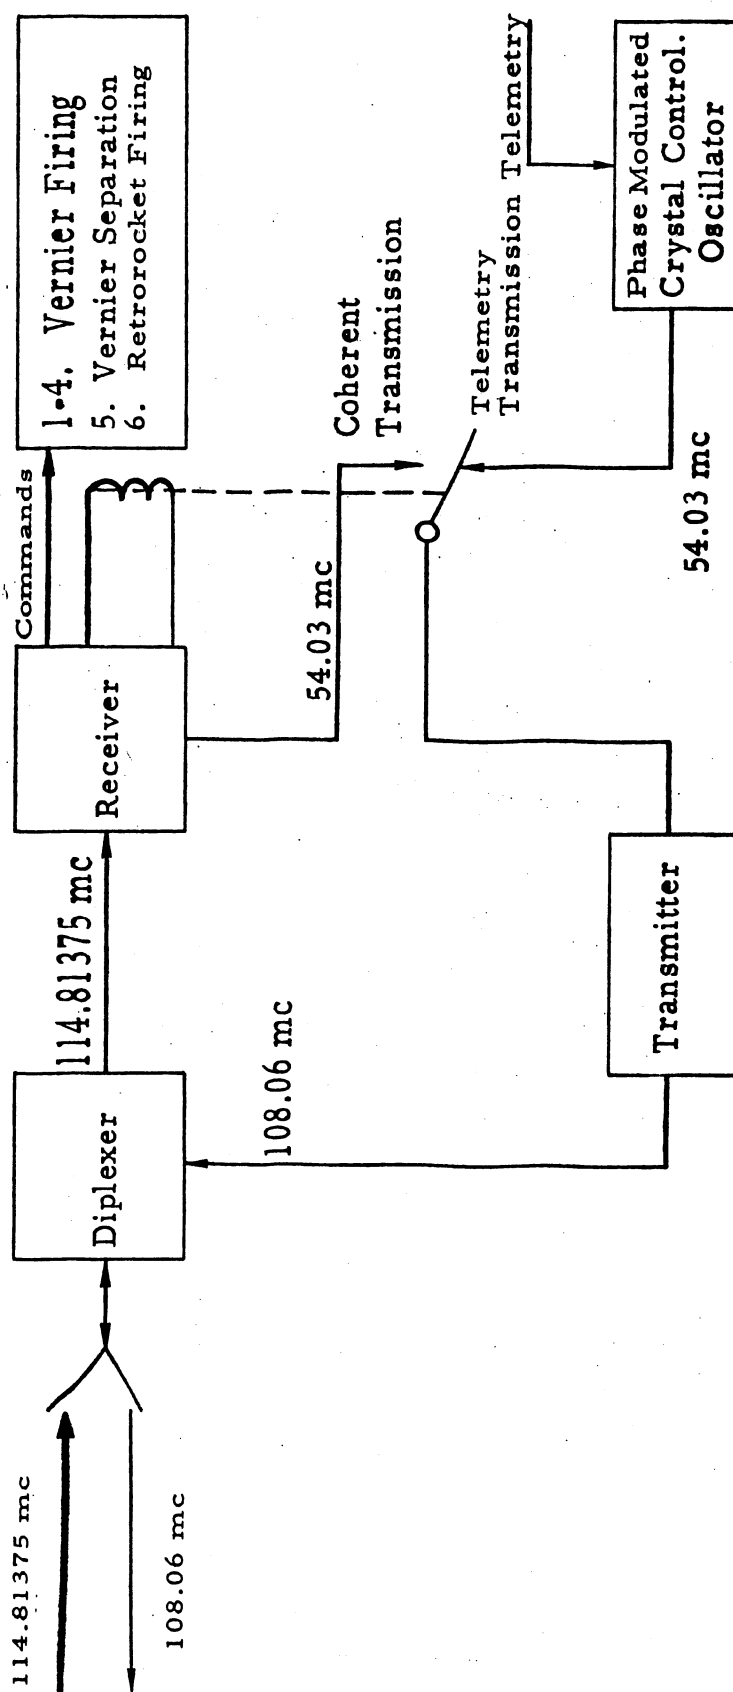 114.81375 mc
108.06 mc
Diplexer
114.81375 mc
Receiver
Commands
1-4. Vernier Firing
5. Vernier Separation
6. Retrorocket Firing
108.06 mc
54.03 mc
Coherent
Transmission
Telemetry
Transmission Telemetry
Transmitter
54.03 mc
Phase Modulated
Crystal Control.
Oscillator